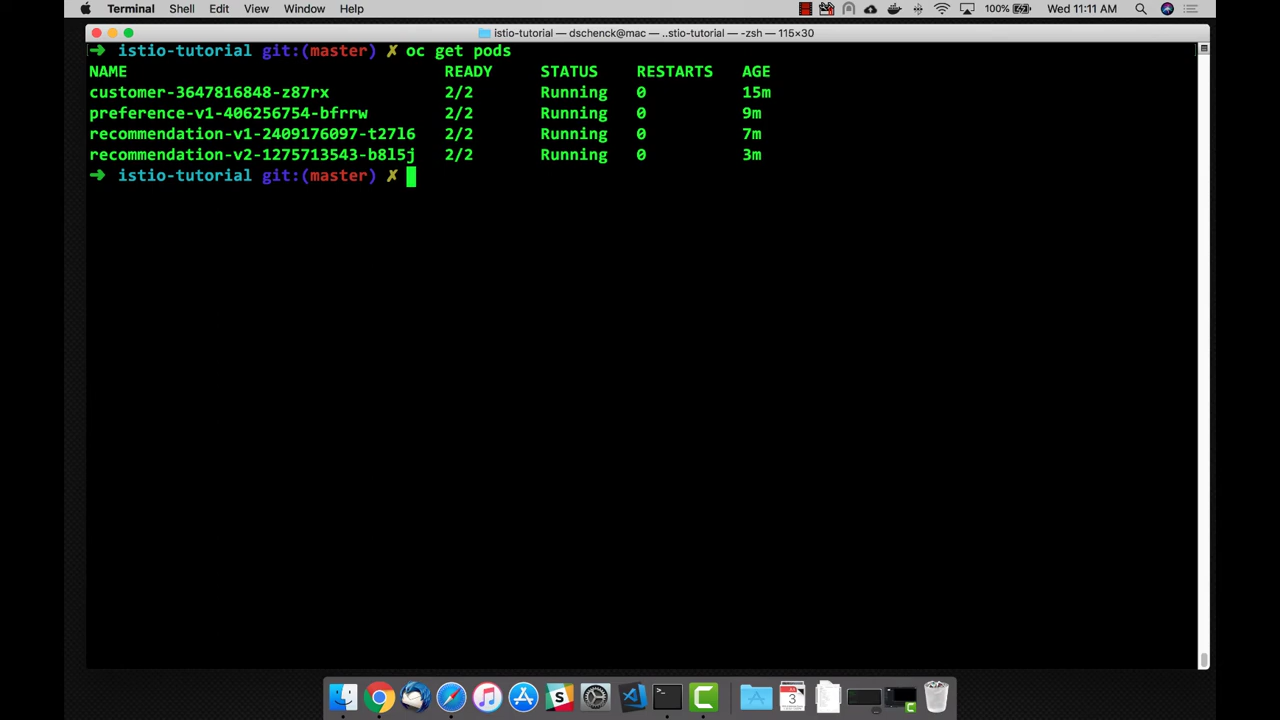 Terminal Shell Edit View Window Help 100% Wed 11:11 AM
istio-tutorial — dschenck@mac — ..stio-tutorial — -zsh — 115×30
➜ istio-tutorial git:(master) ✗ oc get pods
NAME READY STATUS RESTARTS AGE
customer-3647816848-z87rx 2/2 Running 0 15m
preference-v1-406256754-bfrrw 2/2 Running 0 9m
recommendation-v1-2409176097-t27l6 2/2 Running 0 7m
recommendation-v2-1275713543-b8l5j 2/2 Running 0 3m
➜ istio-tutorial git:(master) ✗
3